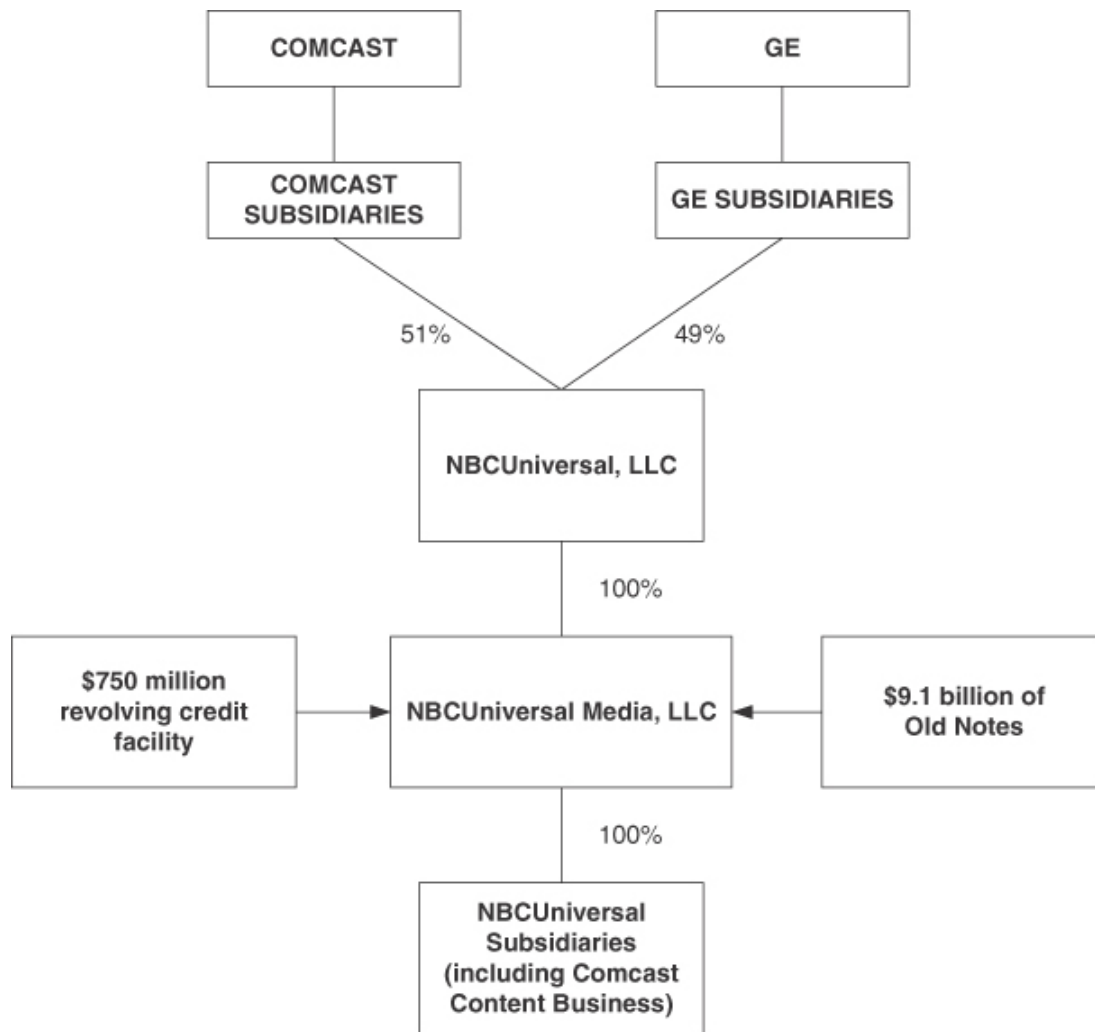 COMCAST
GE
COMCAST
SUBSIDIARIES
GE SUBSIDIARIES
51%
49%
NBCUniversal, LLC
100%
$750 million
revolving credit
facility
NBCUniversal Media, LLC
$9.1 billion of
Old Notes
100%
NBCUniversal
Subsidiaries
(including Comcast
Content Business)